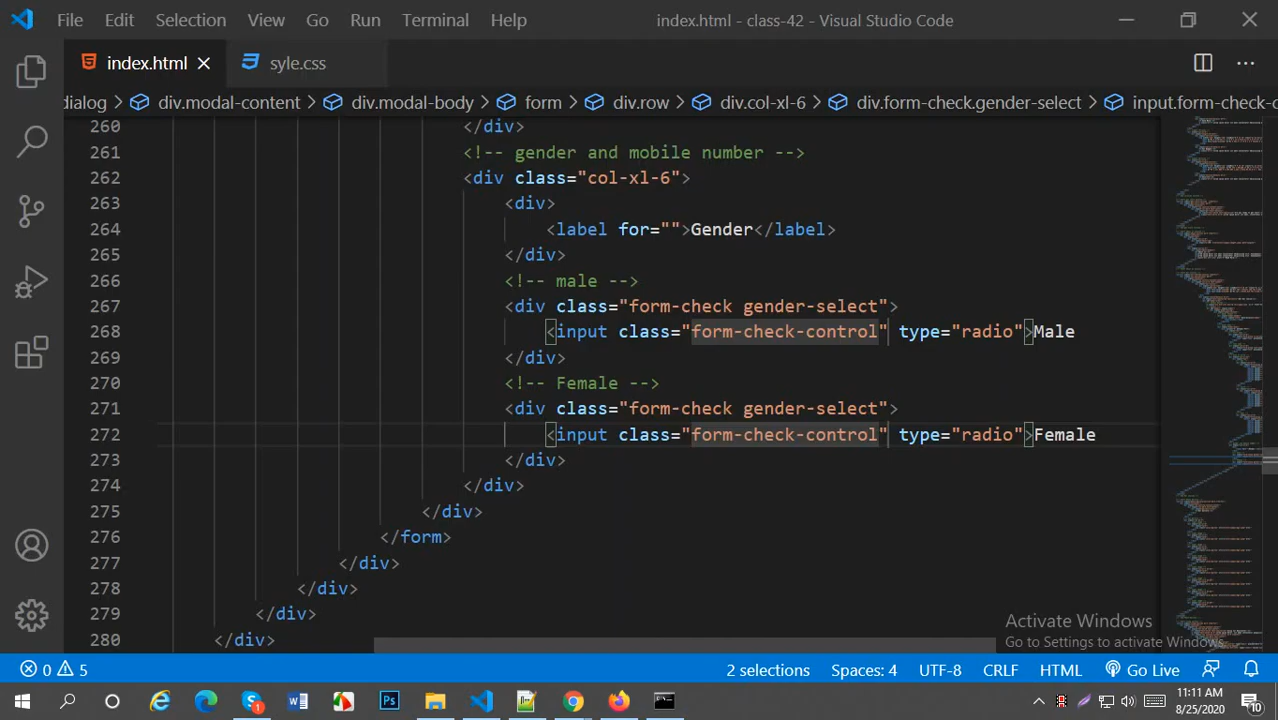 File Edit Selection View Go Run Terminal Help index.html - class-42 - Visual Studio Code
index.html syle.css
dialog > div.modal-content > div.modal-body > form > div.row > div.col-xl-6 > div.form-check.gender-select > input.form-check-c
260 </div>
261 <!-- gender and mobile number -->
262 <div class="col-xl-6">
263 <div>
264 <label for="">Gender</label>
265 </div>
266 <!-- male -->
267 <div class="form-check gender-select">
268 <input class="form-check-control" type="radio">Male
269 </div>
270 <!-- Female -->
271 <div class="form-check gender-select">
272 <input class="form-check-control" type="radio">Female
273 </div>
274 </div>
275 </div>
276 </form>
277 </div>
278 </div>
279 </div>
280 </div>
Activate Windows
Go to Settings to activate Windows.
0 5 2 selections Spaces: 4 UTF-8 CRLF HTML Go Live
11:11 AM
8/25/2020 10